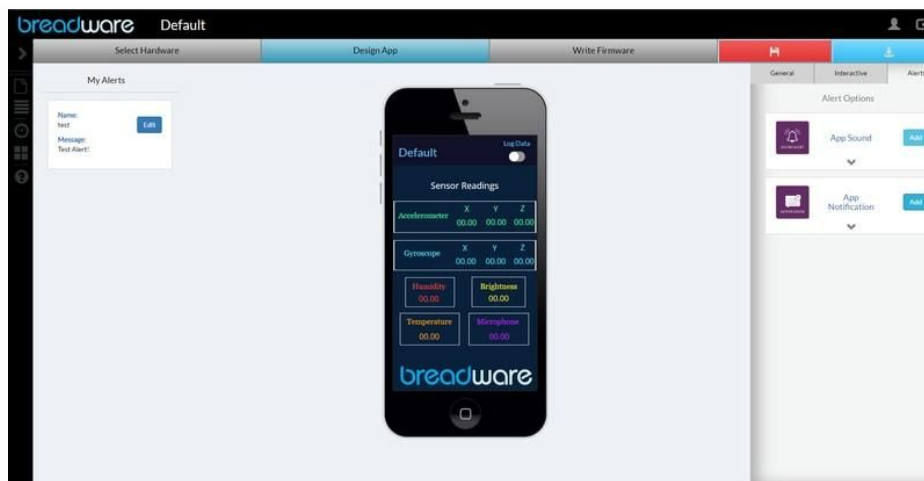 breadware Default
Select Hardware Design App Write Firmware
My Alerts
Name:
test
Edit
Message:
Test Alert!
Default
Log Data
Sensor Readings
X Y Z
Accelerometer
00.00 00.00 00.00
X Y Z
Gyroscope
00.00 00.00 00.00
Humidity Brightness
00.00 00.00
Temperature Microphone
00.00 00.00
breadware
General Interactive Alerts
Alert Options
App Sound
Add
App
Notification
Add